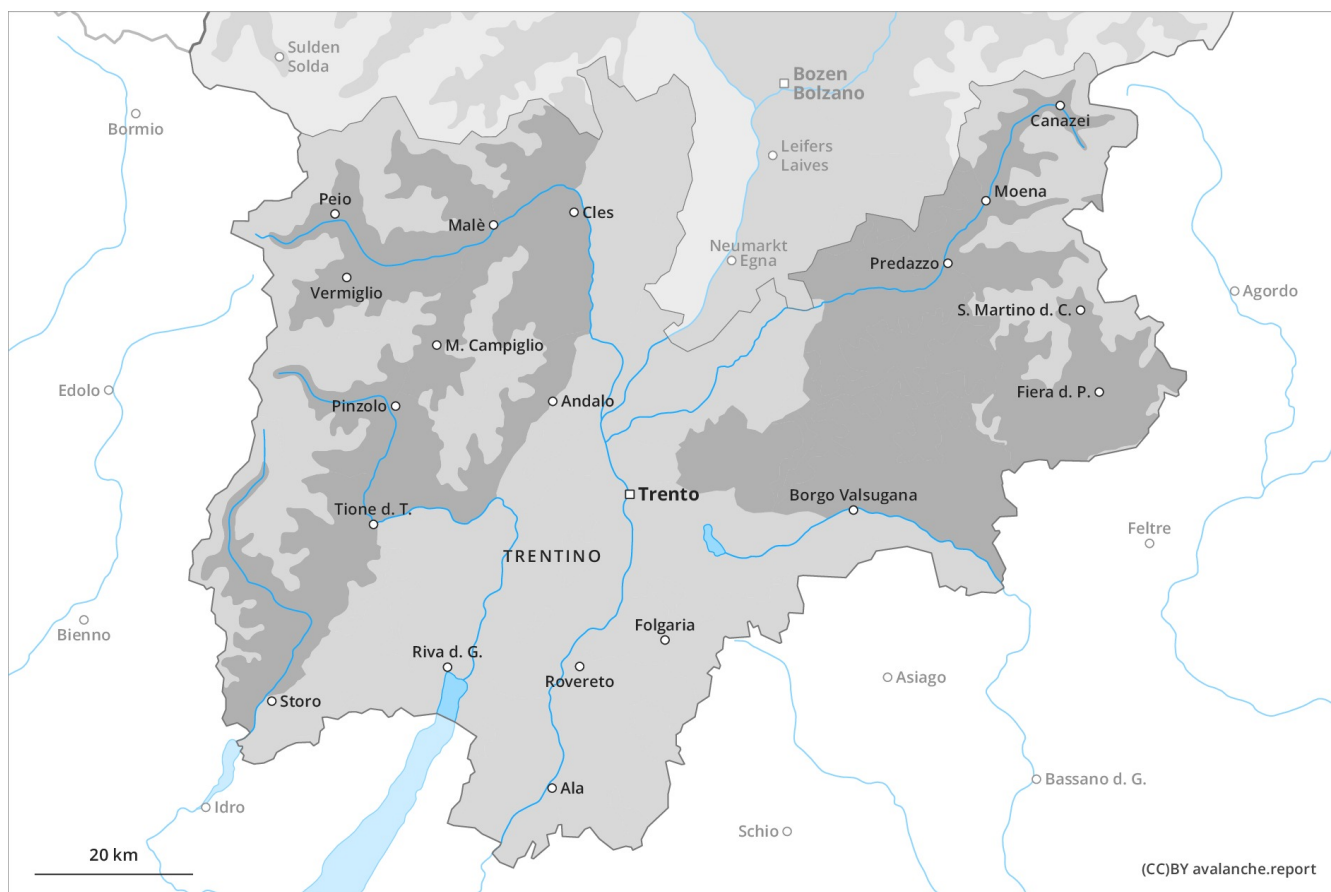 Sulden
Solda
Bormio
Bozen
Bolzano
Canazei
Leifers
Laives
Peio
Malè
Cles
Moena
Neumarkt
Egna
Predazzo
Vermiglio
Agordo
S. Martino d. C.
M. Campiglio
Edolo
Pinzolo
Andalo
Fiera d. P.
Trento
Borgo Valsugana
Tione d. T.
Feltre
TRENTINO
Bienno
Folgaria
Riva d. G.
Rovereto
Asiago
Storo
Bassano d. G.
Ala
Idro
Schio
20 km
(CC)BY avalanche.report